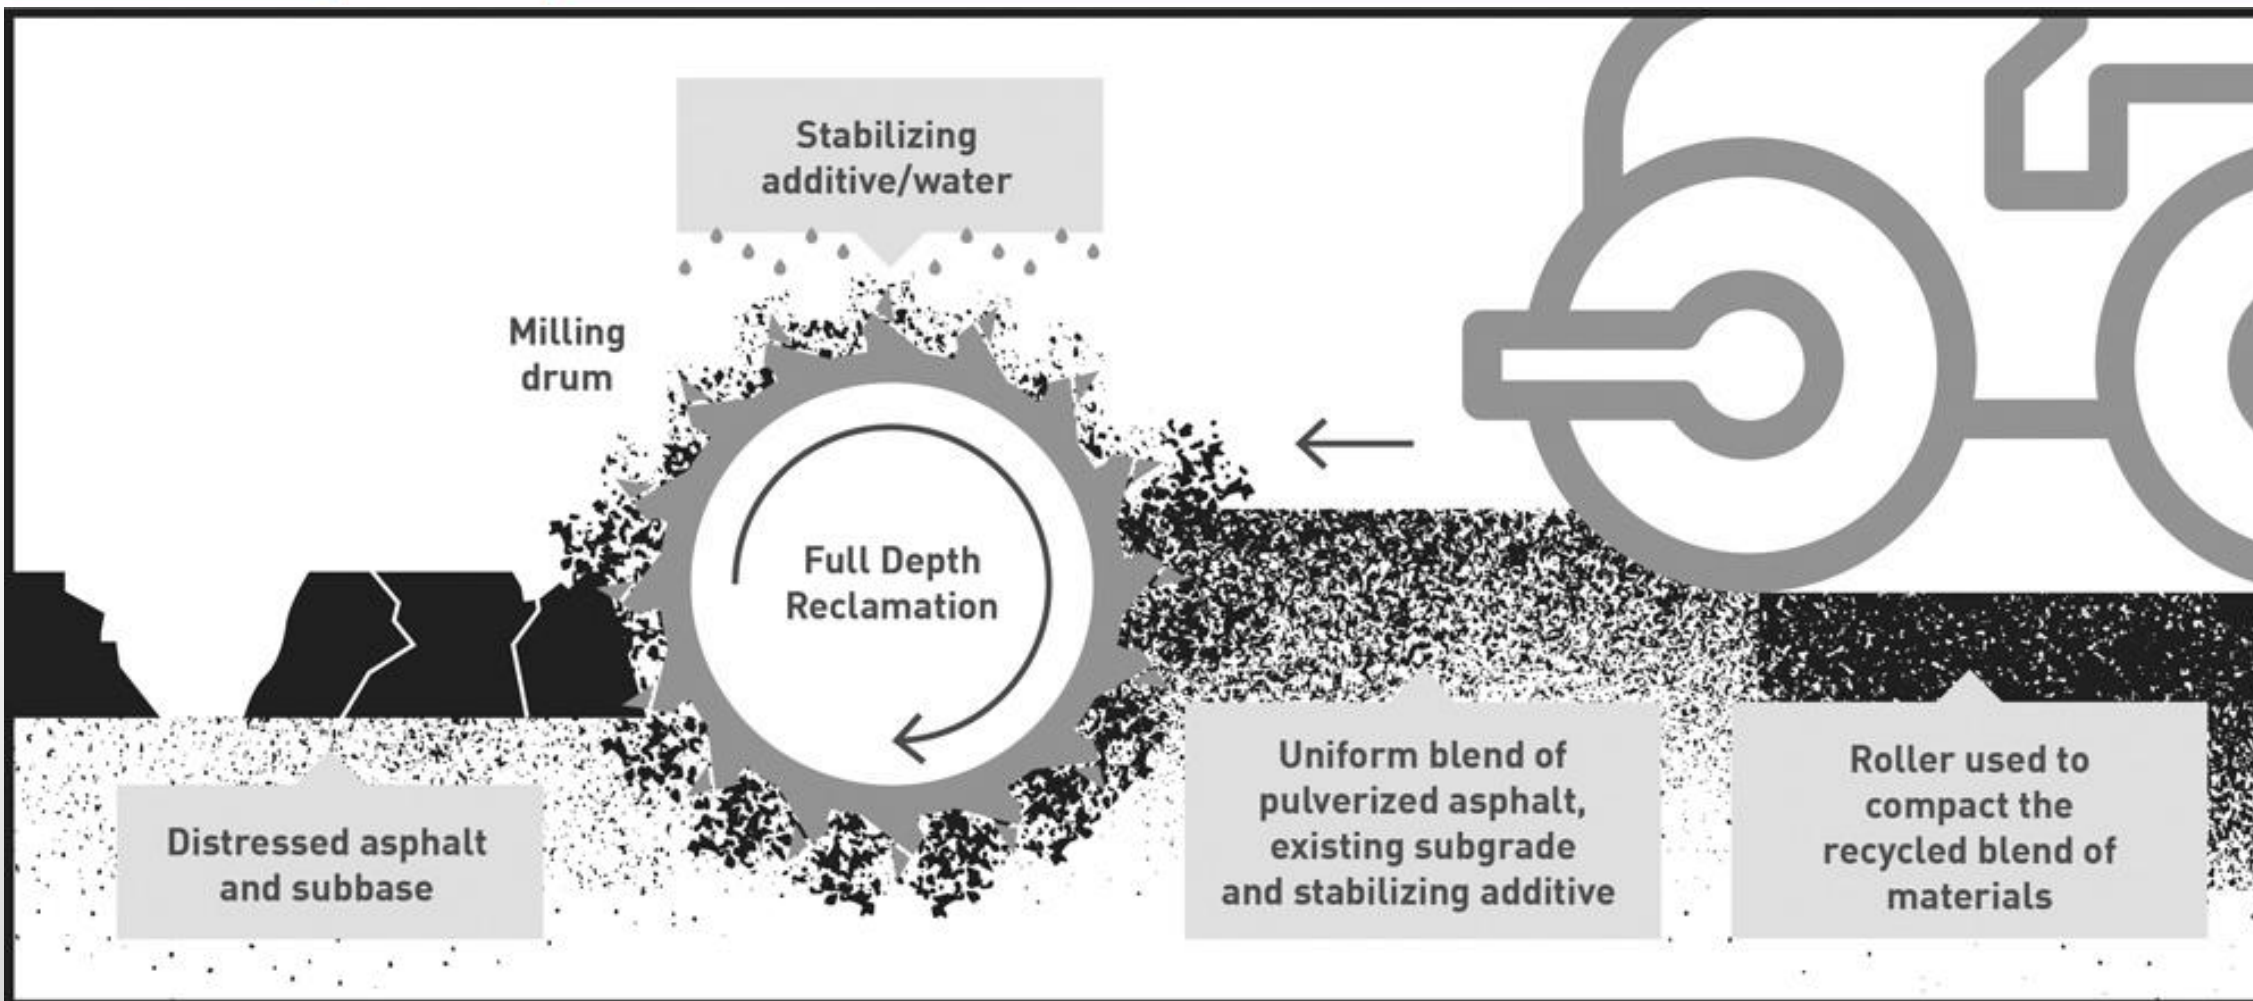 Stabilizing
additive/water
Milling
drum
Full Depth
Reclamation
Distressed asphalt
and subbase
Uniform blend of
pulverized asphalt,
existing subgrade
and stabilizing additive
Roller used to
compact the
recycled blend of
materials